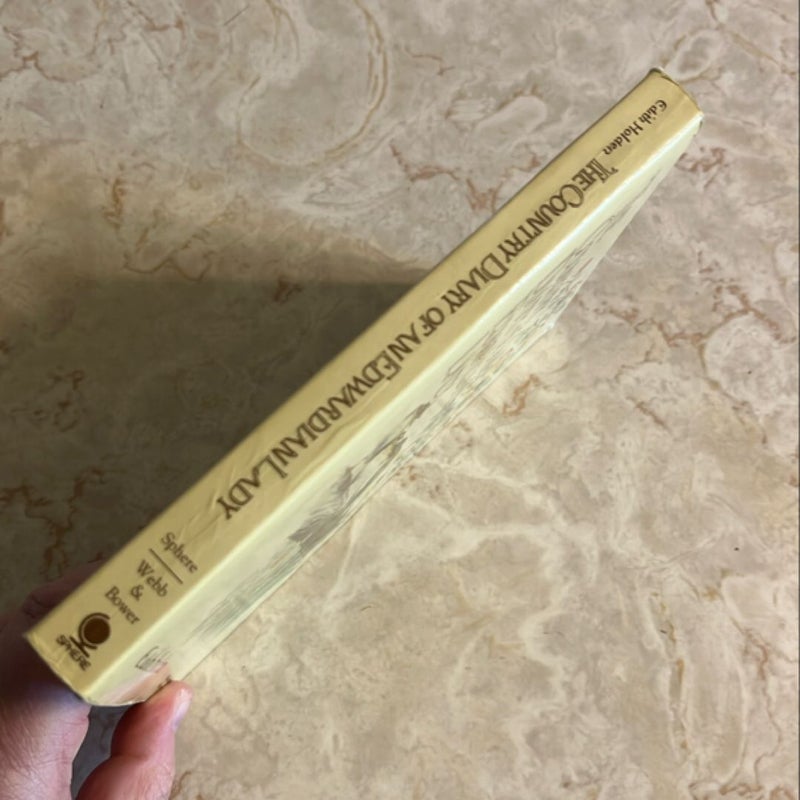 Edith Holden
THE COUNTRY DIARY OF AN EDWARDIAN LADY
Sphere
Webb
&
Bower
SPHERE